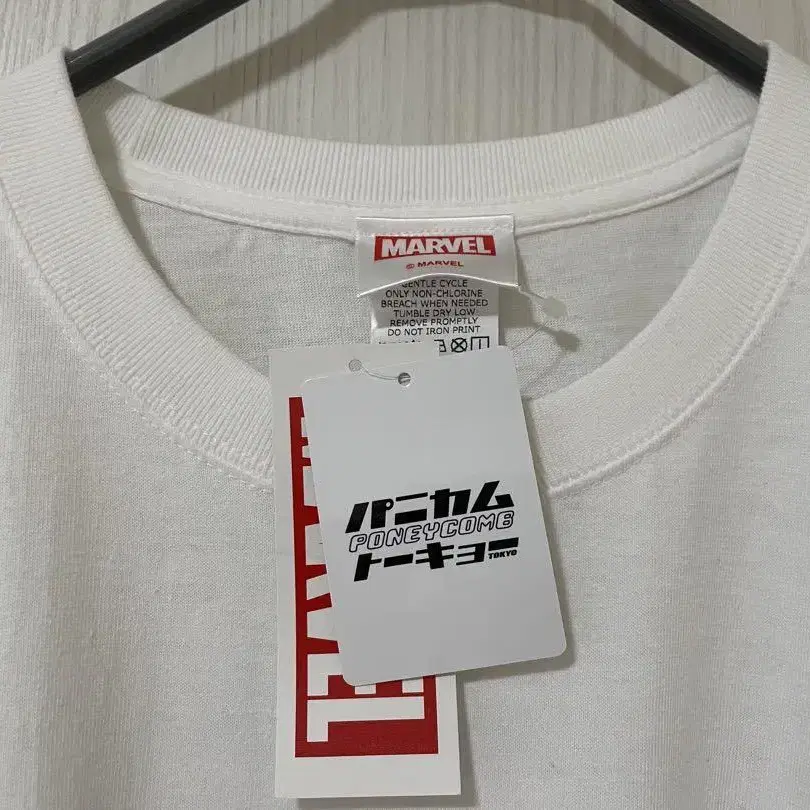 MARVEL
© MARVEL
GENTLE CYCLE
ONLY NON-CHLORINE
BREACH WHEN NEEDED
TUMBLE DRY LOW
REMOVE PROMPTLY
DO NOT IRON PRINT
パニカム
PONEYCOMB
トーキョー
TOKYO